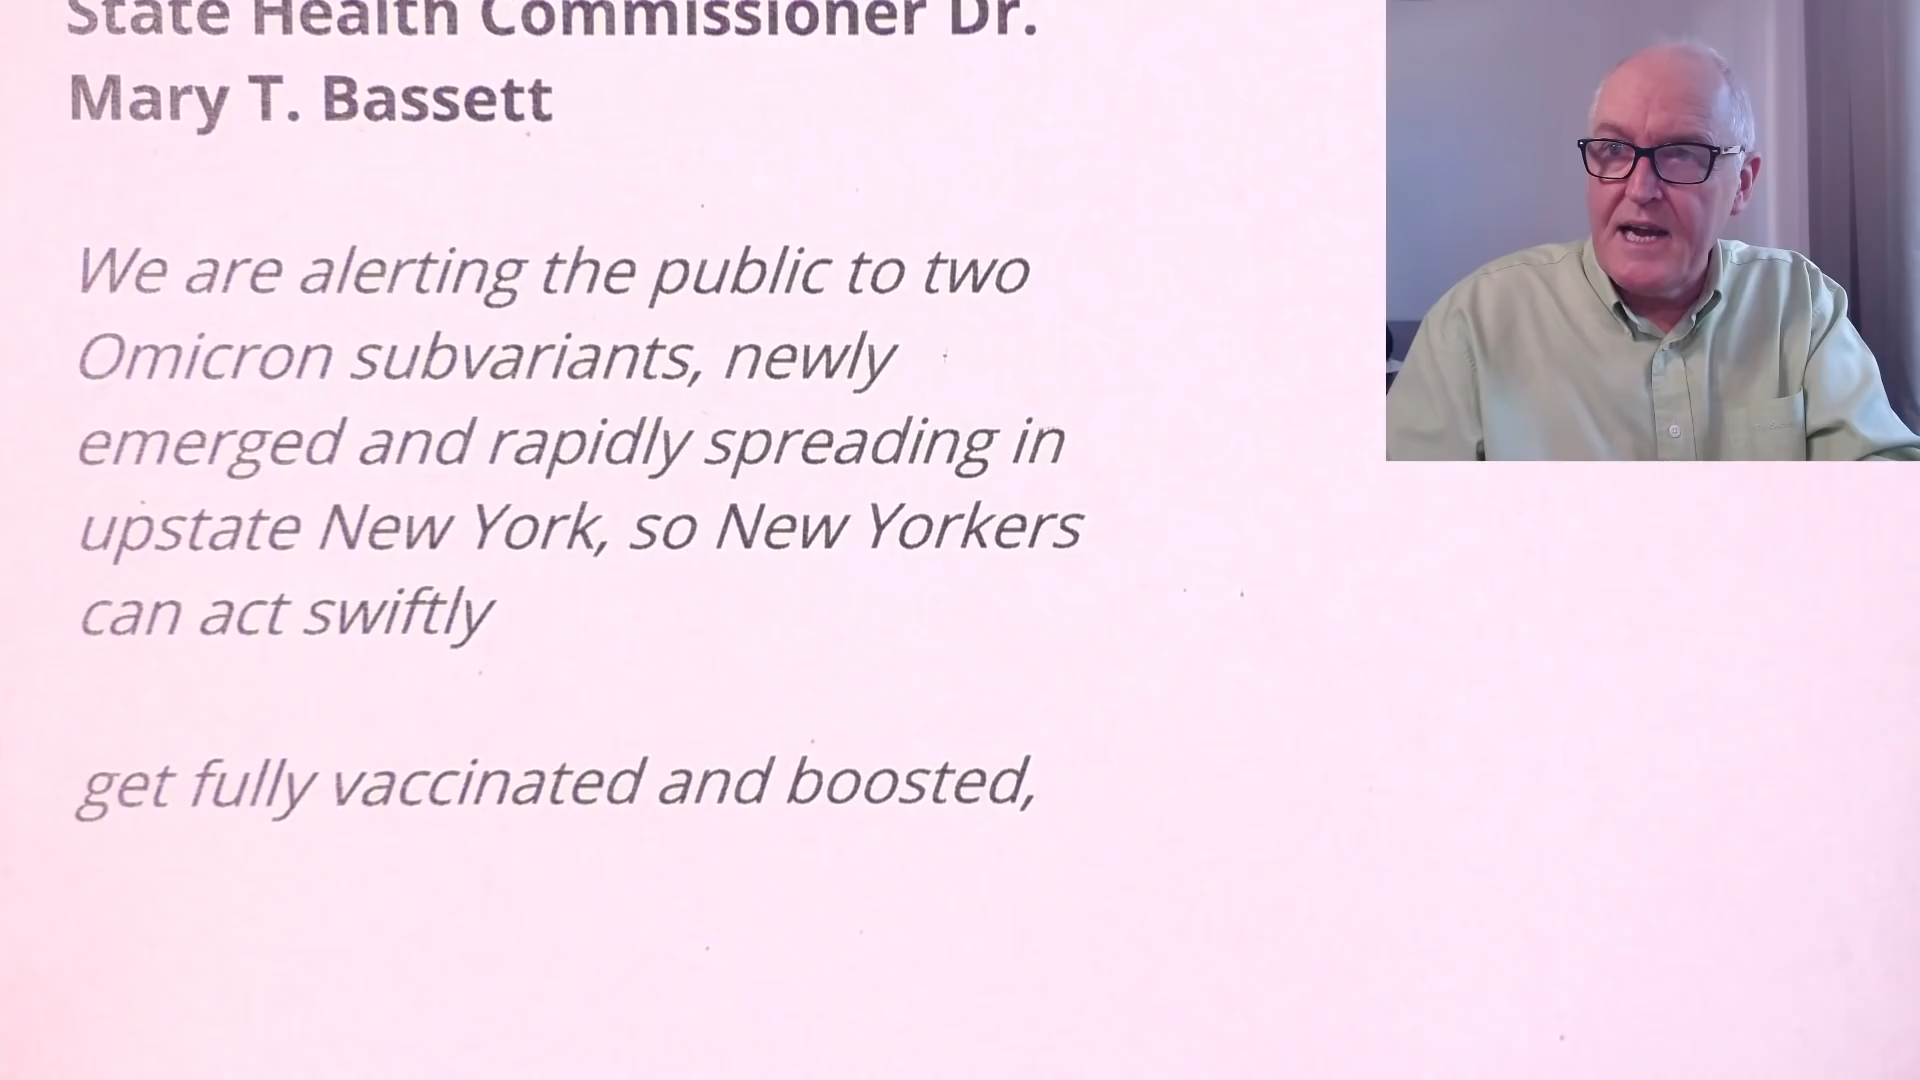 State Health Commissioner Dr.
Mary T. Bassett
We are alerting the public to two
Omicron subvariants, newly
emerged and rapidly spreading in
upstate New York, so New Yorkers
can act swiftly
get fully vaccinated and boosted,